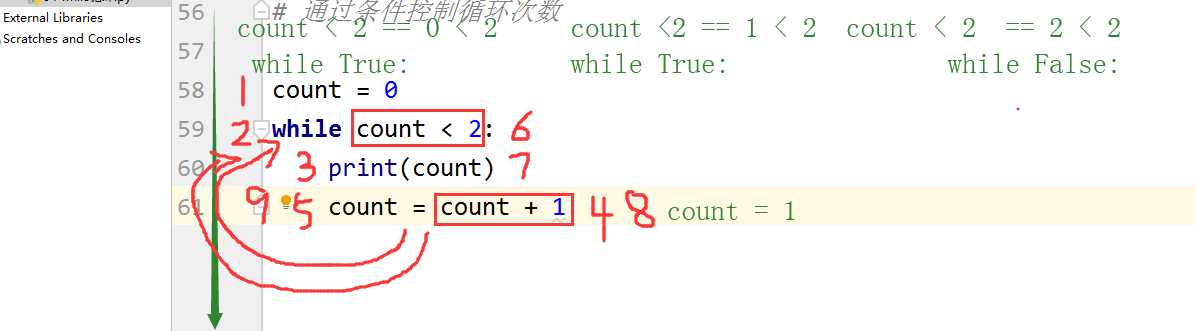 External Libraries
Scratches and Consoles
56 # 通过条件控制循环次数
count < 2 == 0 < 2 count <2 == 1 < 2 count < 2 == 2 < 2
57
while True: while True: while False:
58 1 count = 0
59 2 while count < 2: 6
60 3 print(count) 7
61 9 5 count = count + 1 4 8 count = 1